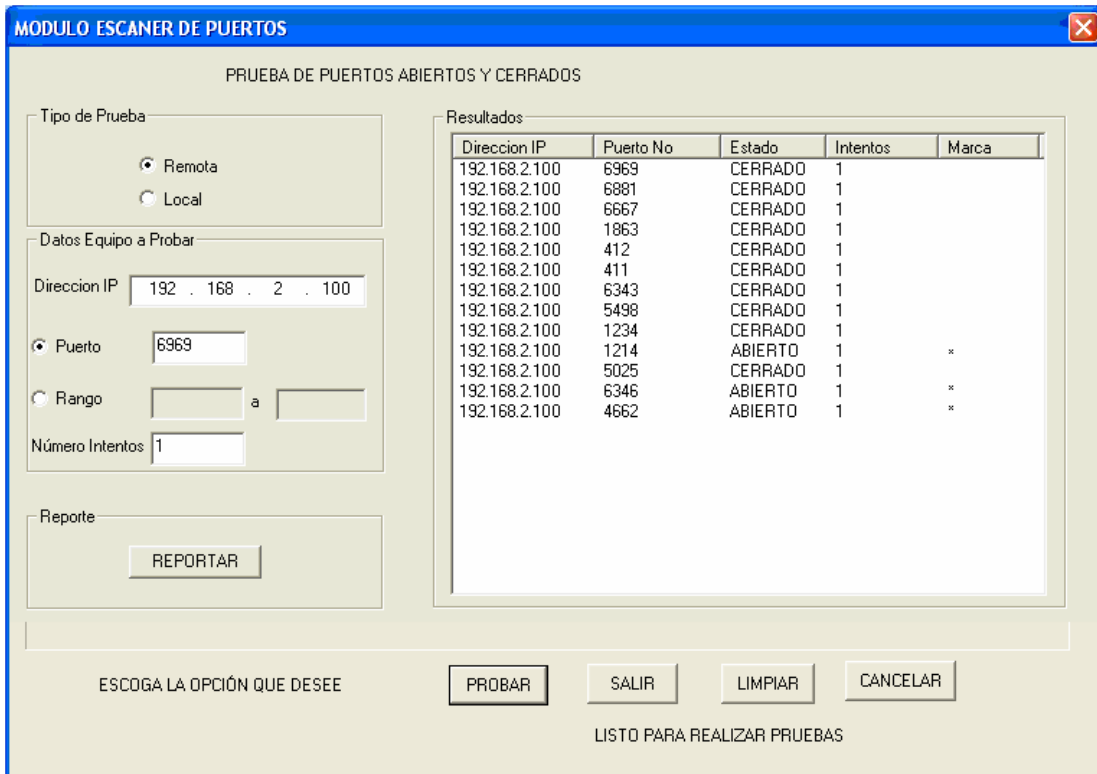 MODULO ESCANER DE PUERTOS
PRUEBA DE PUERTOS ABIERTOS Y CERRADOS
Tipo de Prueba
Remota
Local
Datos Equipo a Probar
Direccion IP 192 . 168 . 2 . 100
Puerto 6969
Rango a
Número Intentos 1
Reporte
REPORTAR
Resultados
Direccion IP Puerto No Estado Intentos Marca
192.168.2.100 6969 CERRADO 1
192.168.2.100 6881 CERRADO 1
192.168.2.100 6667 CERRADO 1
192.168.2.100 1863 CERRADO 1
192.168.2.100 412 CERRADO 1
192.168.2.100 411 CERRADO 1
192.168.2.100 6343 CERRADO 1
192.168.2.100 5498 CERRADO 1
192.168.2.100 1234 CERRADO 1
192.168.2.100 1214 ABIERTO 1 *
192.168.2.100 5025 CERRADO 1
192.168.2.100 6346 ABIERTO 1 *
192.168.2.100 4662 ABIERTO 1 *
ESCOGA LA OPCIÓN QUE DESEE
PROBAR SALIR LIMPIAR CANCELAR
LISTO PARA REALIZAR PRUEBAS